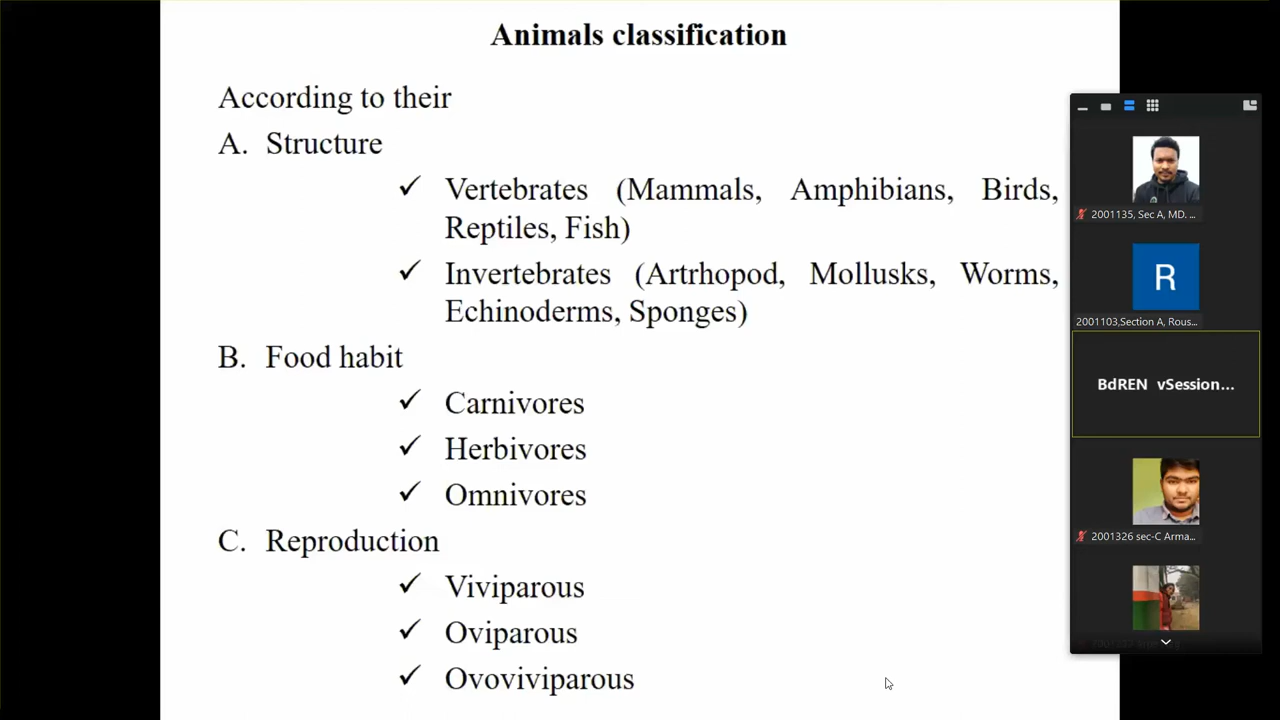 Animals classification
According to their
A. Structure
✓ Vertebrates (Mammals, Amphibians, Birds,
Reptiles, Fish)
✓ Invertebrates (Artrhopod, Mollusks, Worms,
Echinoderms, Sponges)
B. Food habit
✓ Carnivores
✓ Herbivores
✓ Omnivores
C. Reproduction
✓ Viviparous
✓ Oviparous
✓ Ovoviviparous
2001135, Sec A, MD. ...
R
2001103,Section A, Rous...
BdREN vSession...
2001326 sec-C Arma...